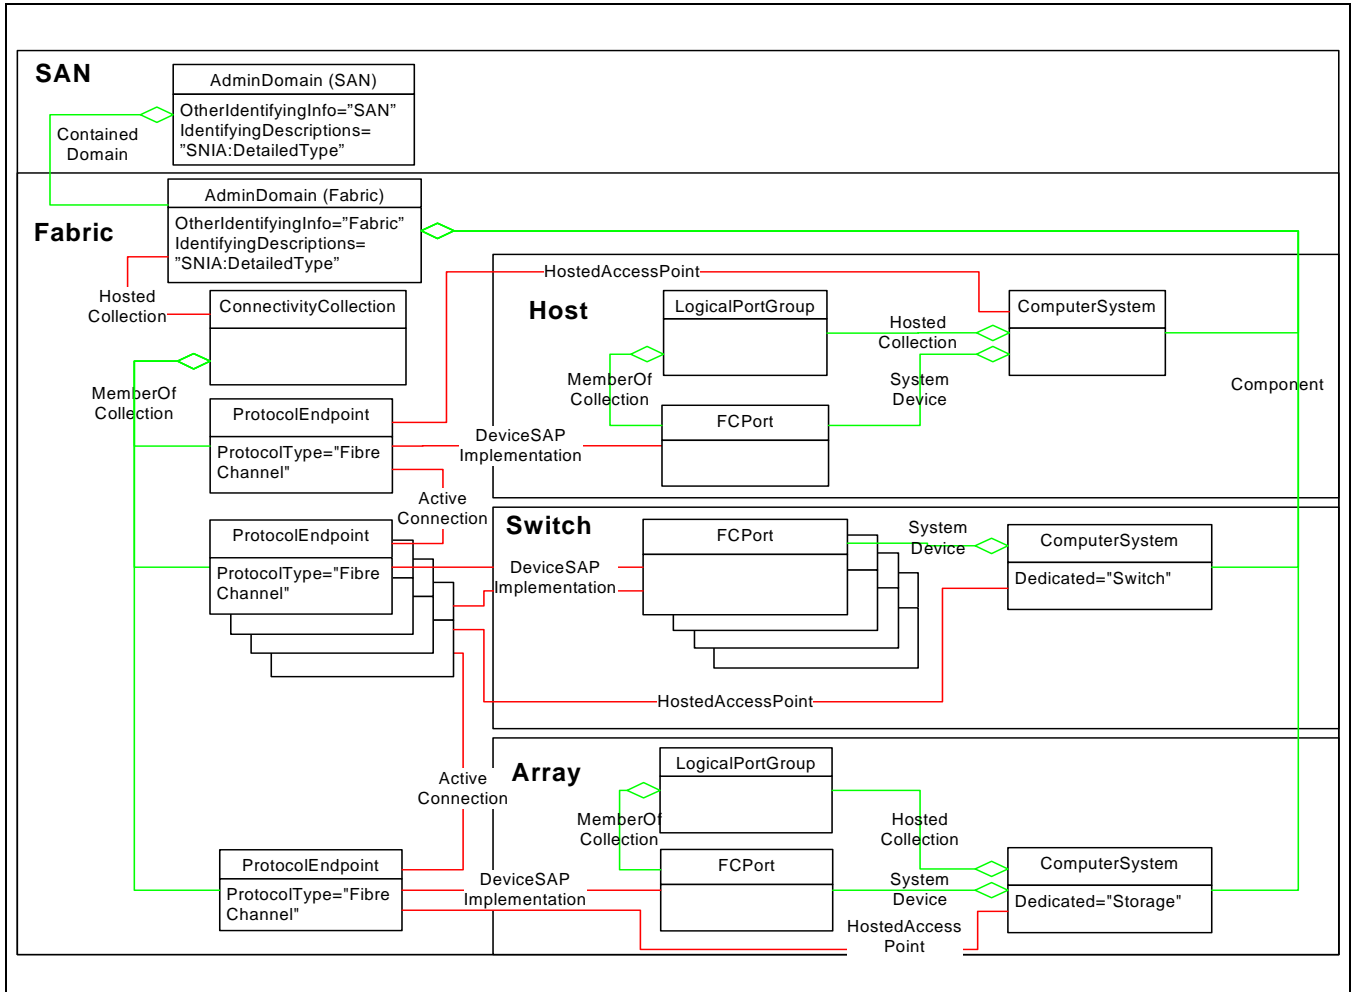 SAN
AdminDomain (SAN)
OtherIdentifyingInfo=”SAN”
IdentifyingDescriptions=
”SNIA:DetailedType”
Contained
Domain
AdminDomain (Fabric)
OtherIdentifyingInfo=”Fabric”
IdentifyingDescriptions=
”SNIA:DetailedType”
Fabric
Hosted
Collection
ConnectivityCollection
MemberOf
Collection
ProtocolEndpoint
ProtocolType="Fibre
Channel"
HostedAccessPoint
Host
LogicalPortGroup
Hosted
Collection
ComputerSystem
MemberOf
Collection
System
Device
Component
FCPort
DeviceSAP
Implementation
Active
Connection
ProtocolEndpoint
ProtocolType="Fibre
Channel"
Switch
FCPort
System
Device
ComputerSystem
Dedicated="Switch"
DeviceSAP
Implementation
HostedAccessPoint
Active
Connection
Array
LogicalPortGroup
MemberOf
Collection
Hosted
Collection
ProtocolEndpoint
ProtocolType="Fibre
Channel"
DeviceSAP
Implementation
FCPort
System
Device
ComputerSystem
Dedicated="Storage"
HostedAccess
Point